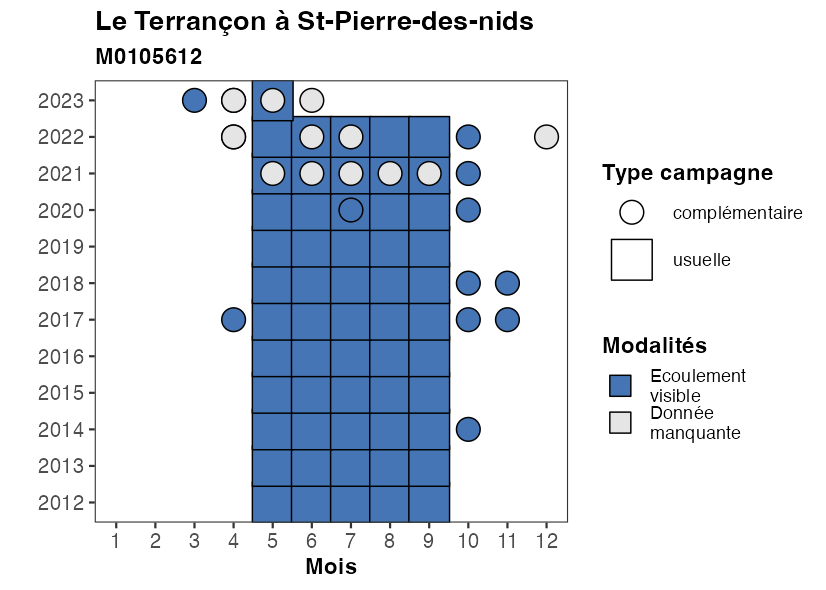 Le Terrançon à St-Pierre-des-nids
M0105612
2023
2022
2021
2020
2019
2018
2017
2016
2015
2014
2013
2012
1 2 3 4 5 6 7 8 9 10 11 12
Mois
Type campagne
complémentaire
usuelle
Modalités
Ecoulement
visible
Donnée
manquante